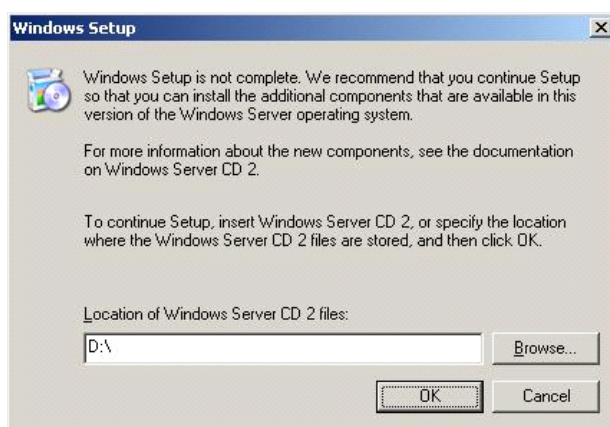 Windows Setup
Windows Setup is not complete. We recommend that you continue Setup
so that you can install the additional components that are available in this
version of the Windows Server operating system.
For more information about the new components, see the documentation
on Windows Server CD 2.
To continue Setup, insert Windows Server CD 2, or specify the location
where the Windows Server CD 2 files are stored, and then click OK.
Location of Windows Server CD 2 files:
D:\
Browse...
OK
Cancel